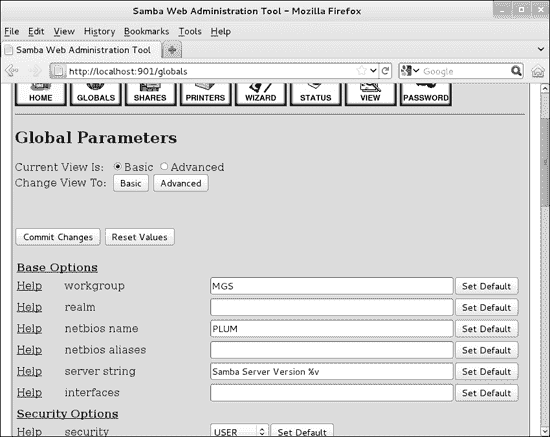 Samba Web Administration Tool - Mozilla Firefox
File Edit View History Bookmarks Tools Help
Samba Web Administration Tool
http://localhost:901/globals
Google
HOME GLOBALS SHARES PRINTERS WIZARD STATUS VIEW PASSWORD
Global Parameters
Current View Is: Basic Advanced
Change View To: Basic Advanced
Commit Changes Reset Values
Base Options
Help workgroup MGS Set Default
Help realm Set Default
Help netbios name PLUM Set Default
Help netbios aliases Set Default
Help server string Samba Server Version %v Set Default
Help interfaces Set Default
Security Options
Help security USER Set Default